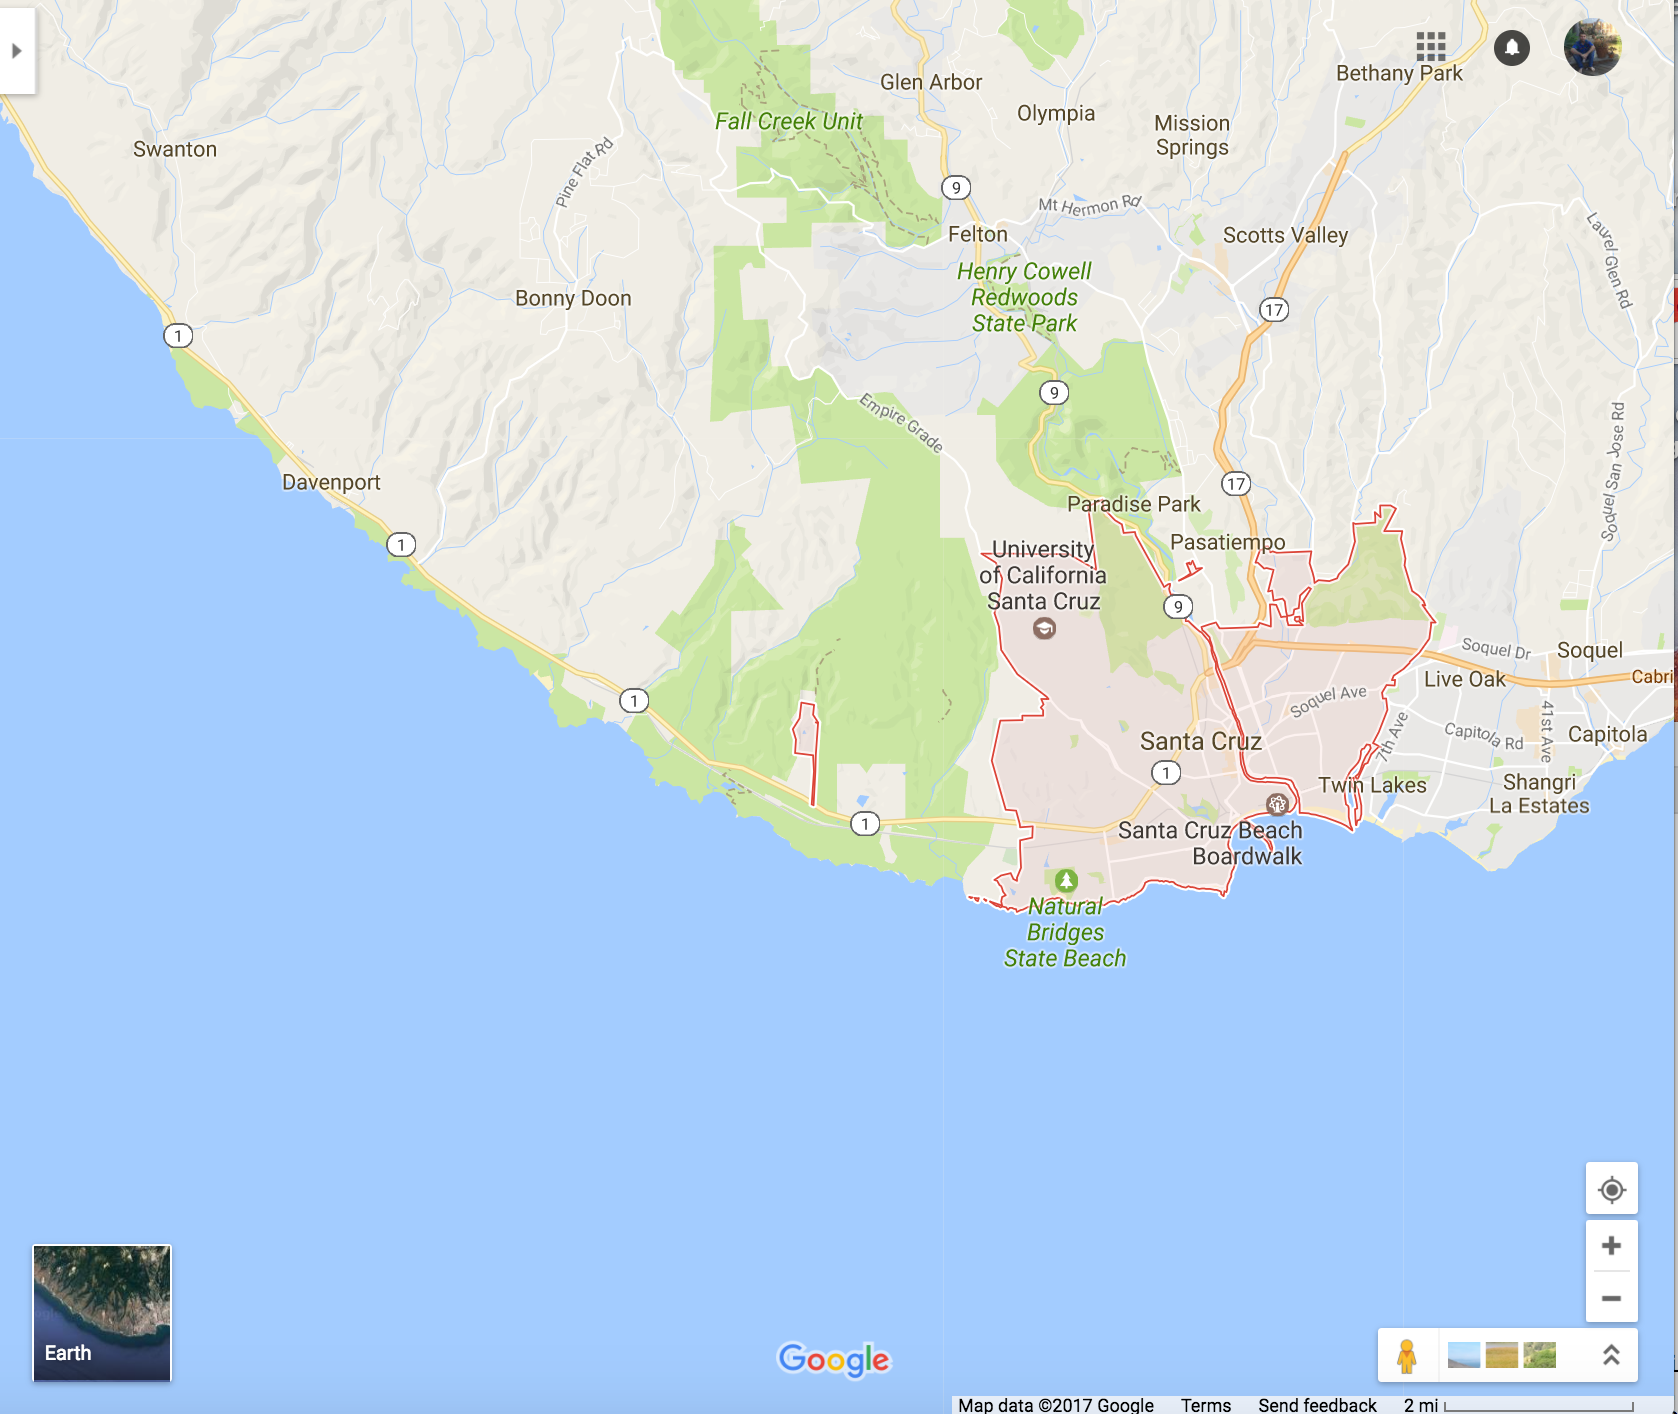 Glen Arbor
Bethany Park
Olympia
Fall Creek Unit
Mission
Springs
Swanton
Pine Flat Rd
9
Mt Hermon Rd
Felton
Scotts Valley
Laurel Glen Rd
Henry Cowell
Redwoods
State Park
Bonny Doon
17
1
9
Empire Grade
Soquel San Jose Rd
Davenport
17
Paradise Park
1
Pasatiempo
University
of California
Santa Cruz
9
Soquel Dr
Soquel
Live Oak
Cabri
1
Soquel Ave
41st Ave
7th Ave
Capitola Rd
Capitola
Santa Cruz
1
Twin Lakes
Shangri
La Estates
1
Santa Cruz Beach
Boardwalk
Natural
Bridges
State Beach
Earth
Google
Map data ©2017 Google Terms Send feedback 2 mi